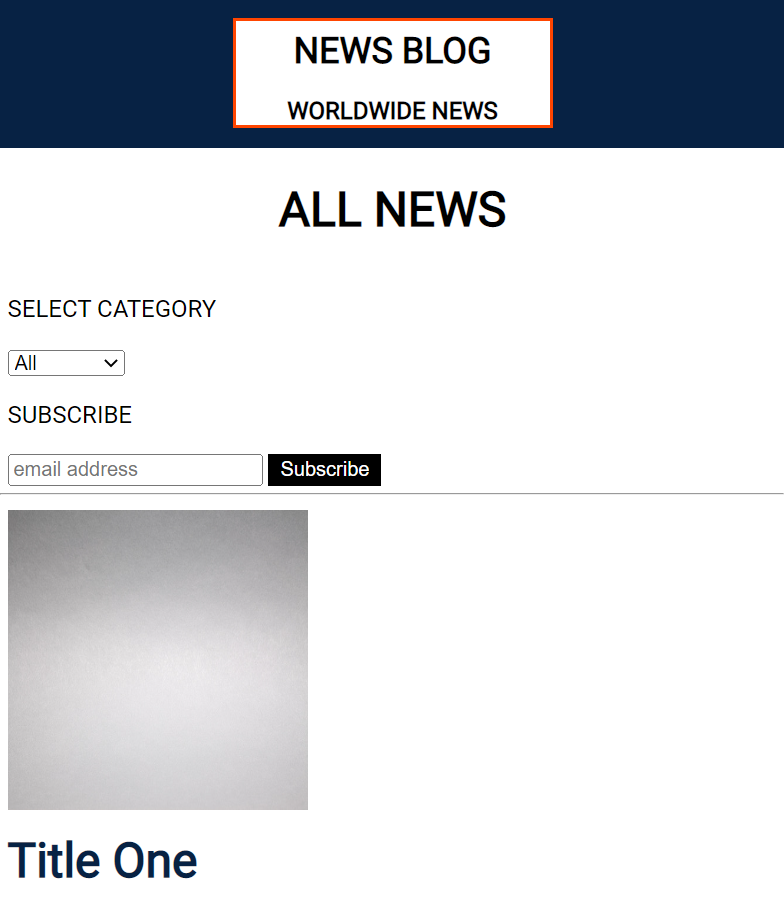 NEWS BLOG
WORLDWIDE NEWS
ALL NEWS
SELECT CATEGORY
All
SUBSCRIBE
email address Subscribe
Title One